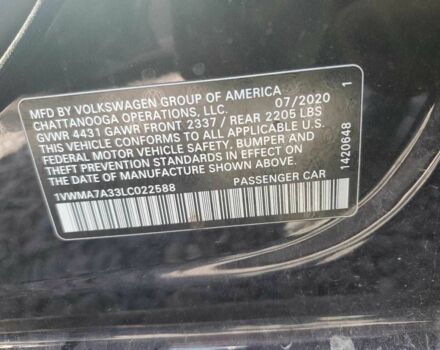 MFD BY VOLKSWAGEN GROUP OF AMERICA
CHATTANOOGA OPERATIONS, LLC. 07/2020 1
GVWR 4431 GAWR FRONT 2337 / REAR 2205 LBS
THIS VEHICLE CONFORMS TO ALL APPLICABLE
FEDERAL MOTOR VEHICLE SAFETY, BUMPER AND
THEFT PREVENTION STANDARDS IN EFFECT ON
THE DATE OF MANUFACTURE SHOWN ABOVE.
1VWMA7A33LC022588 PASSENGER CAR
1420648